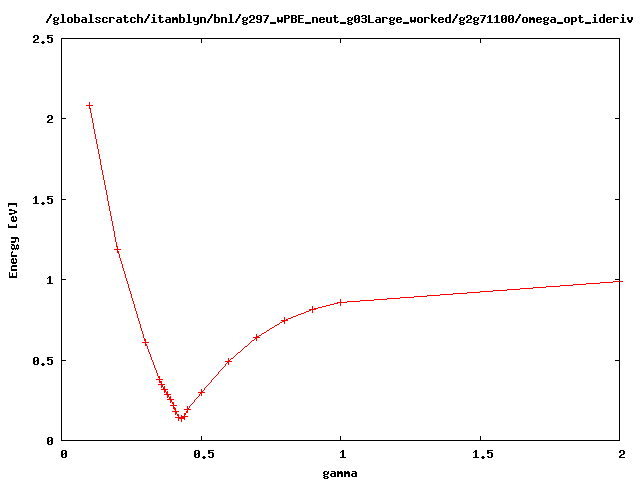 /globalscratch/itamblyn/bnl/g297_wPBE_neut_g03Large_worked/g2g71100/omega_opt_ideriv
2.5
2
1.5
1
0.5
0
Energy [eV]
0 0.5 1 1.5 2
gamma